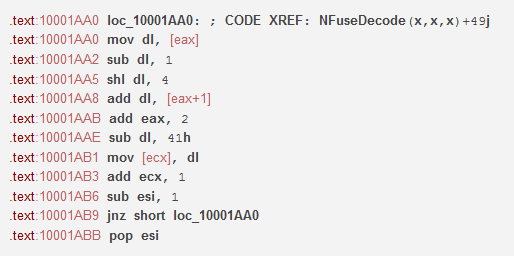 .text:10001AA0 loc_10001AA0: ; CODE XREF: NFuseDecode(x,x,x)+49j
.text:10001AA0 mov dl, [eax]
.text:10001AA2 sub dl, 1
.text:10001AA5 shl dl, 4
.text:10001AA8 add dl, [eax+1]
.text:10001AAB add eax, 2
.text:10001AAE sub dl, 41h
.text:10001AB1 mov [ecx], dl
.text:10001AB3 add ecx, 1
.text:10001AB6 sub esi, 1
.text:10001AB9 jnz short loc_10001AA0
.text:10001ABB pop esi